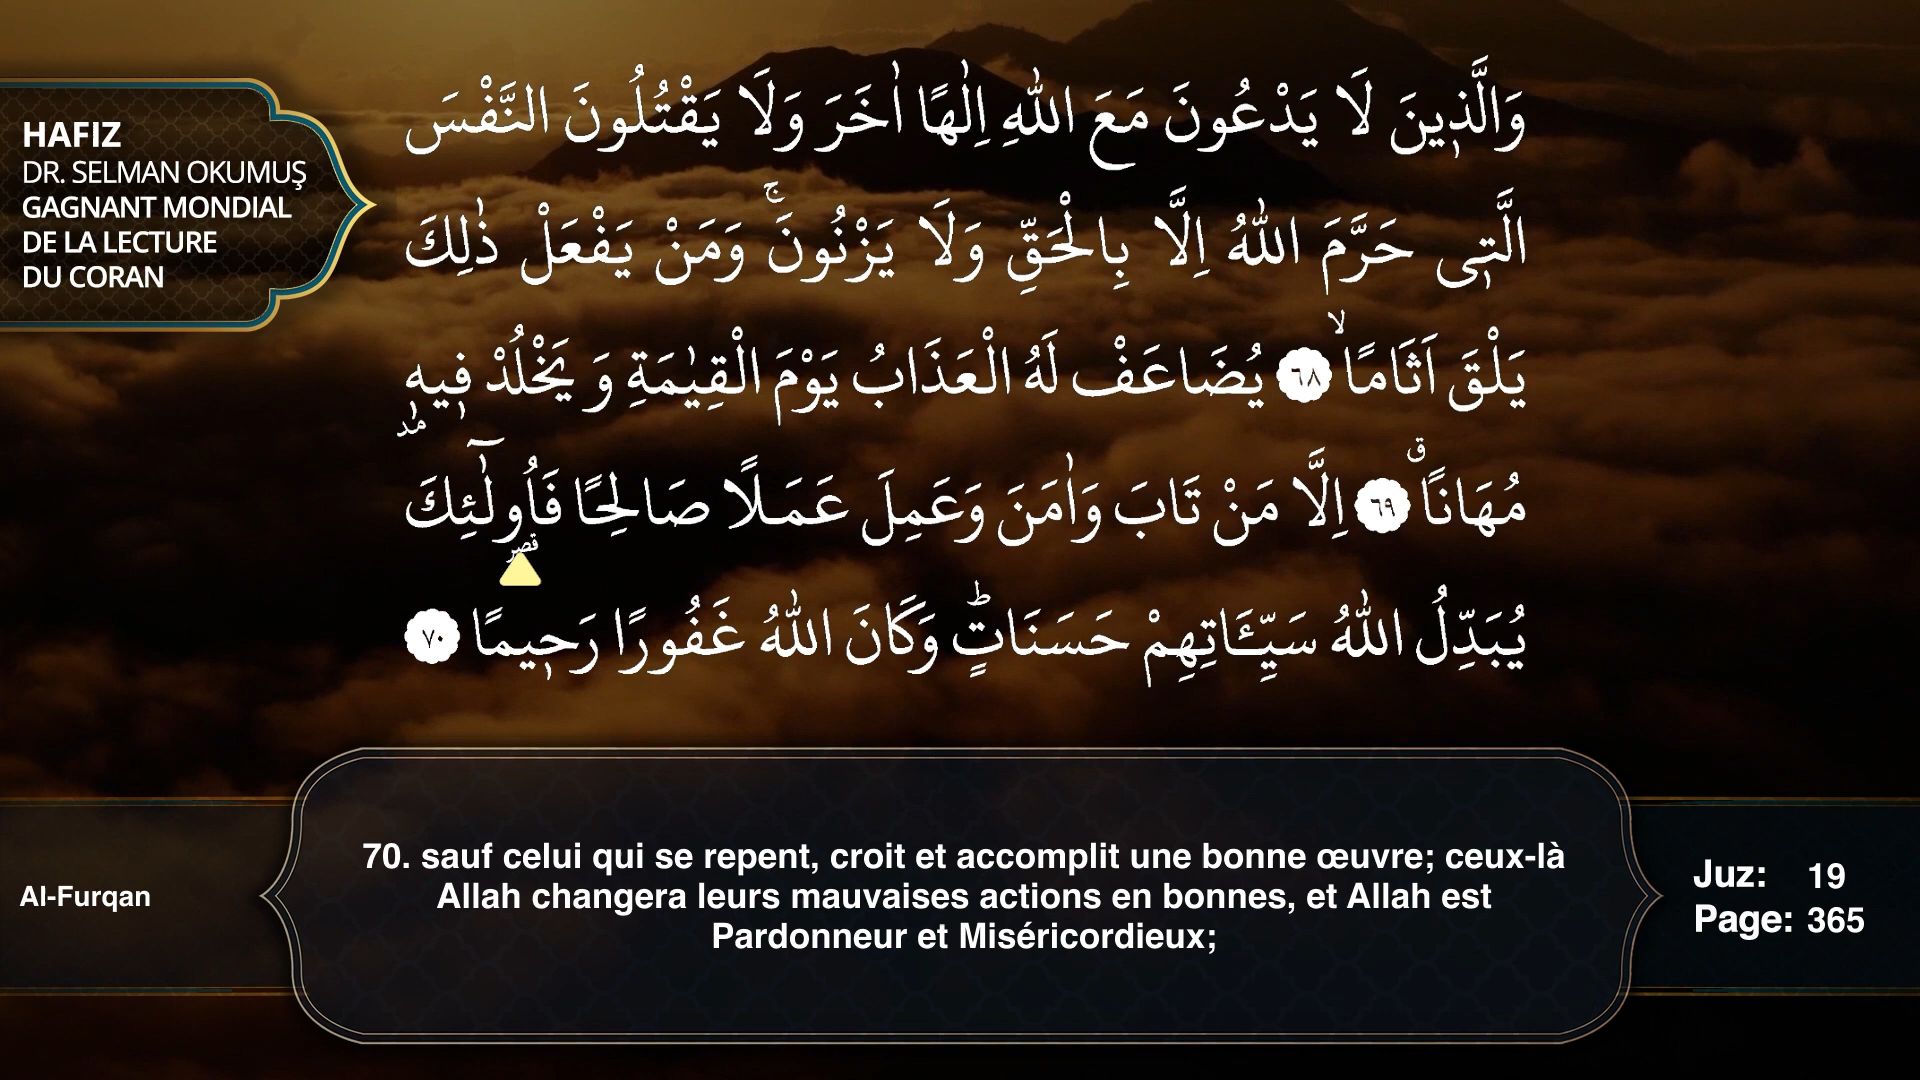 HAFIZ
DR. SELMAN OKUMUŞ
GAGNANT MONDIAL
DE LA LECTURE
DU CORAN
وَالَّذ۪ينَ لَا يَدْعُونَ مَعَ اللّٰهِ اِلٰهًا اٰخَرَ وَلَا يَقْتُلُونَ النَّفْسَ
الَّت۪ى حَرَّمَ اللّٰهُ اِلَّا بِالْحَقِّ وَلَا يَزْنُونَۚ وَمَنْ يَفْعَلْ ذٰلِكَ
يَلْقَ اَثَامًاۙ ٦٨ يُضَاعَفْ لَهُ الْعَذَابُ يَوْمَ الْقِيٰمَةِ وَ يَخْلُدْ ف۪يه۪
مد
مُهَانًاۗ ٦٩ اِلَّا مَنْ تَابَ وَاٰمَنَ وَعَمِلَ عَمَلًا صَالِحًا فَاُولٰٓئِكَ
قصر
يُبَدِّلُ اللّٰهُ سَيِّـَٔاتِهِمْ حَسَنَاتٍۜ وَكَانَ اللّٰهُ غَفُورًا رَح۪يمًا ٧٠
70. sauf celui qui se repent, croit et accomplit une bonne œuvre; ceux-là
Allah changera leurs mauvaises actions en bonnes, et Allah est
Pardonneur et Miséricordieux;
Al-Furqan
Juz: 19
Page: 365